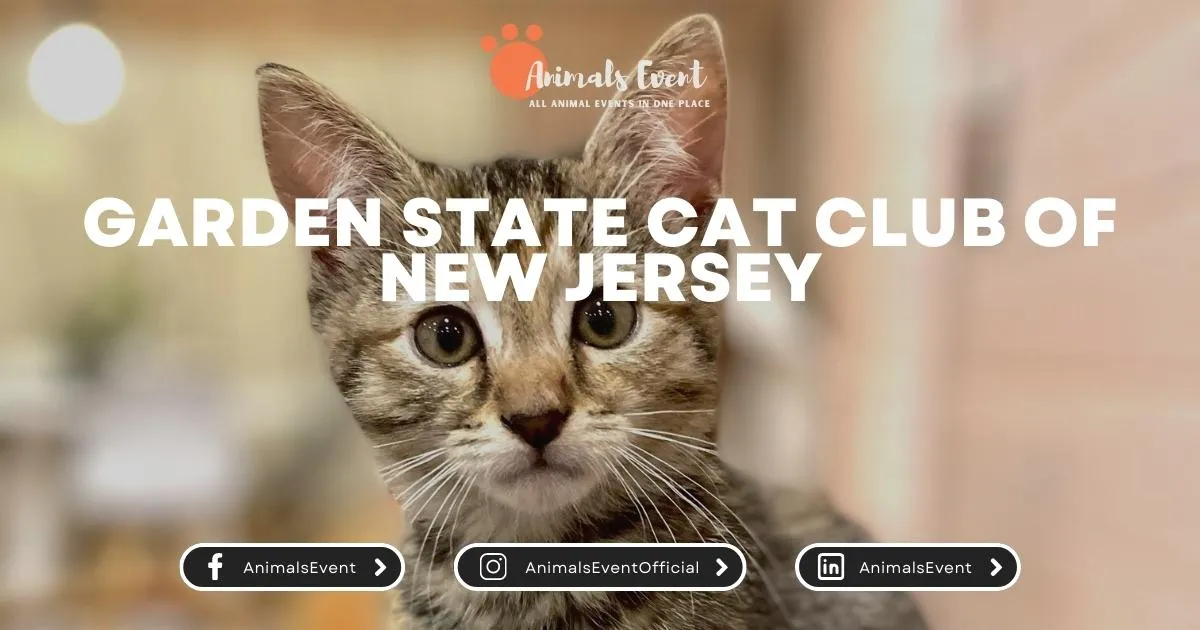 Animals Event
ALL ANIMAL EVENTS IN ONE PLACE
GARDEN STATE CAT CLUB OF
NEW JERSEY
AnimalsEvent
AnimalsEventOfficial
AnimalsEvent